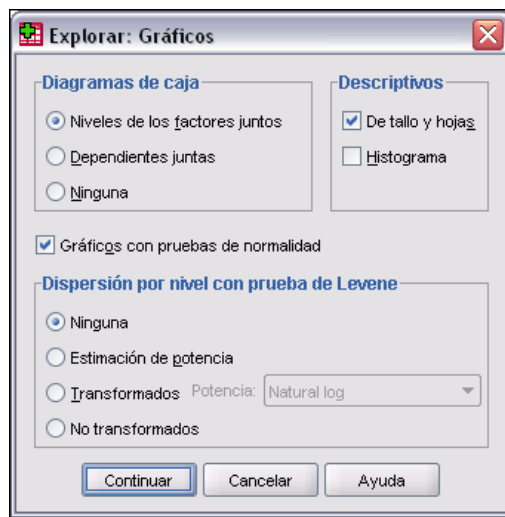 Explorar: Gráficos
Diagramas de caja
Niveles de los factores juntos
Dependientes juntas
Ninguna
Descriptivos
De tallo y hojas
Histograma
Gráficos con pruebas de normalidad
Dispersión por nivel con prueba de Levene
Ninguna
Estimación de potencia
Transformados Potencia: Natural log
No transformados
Continuar Cancelar Ayuda